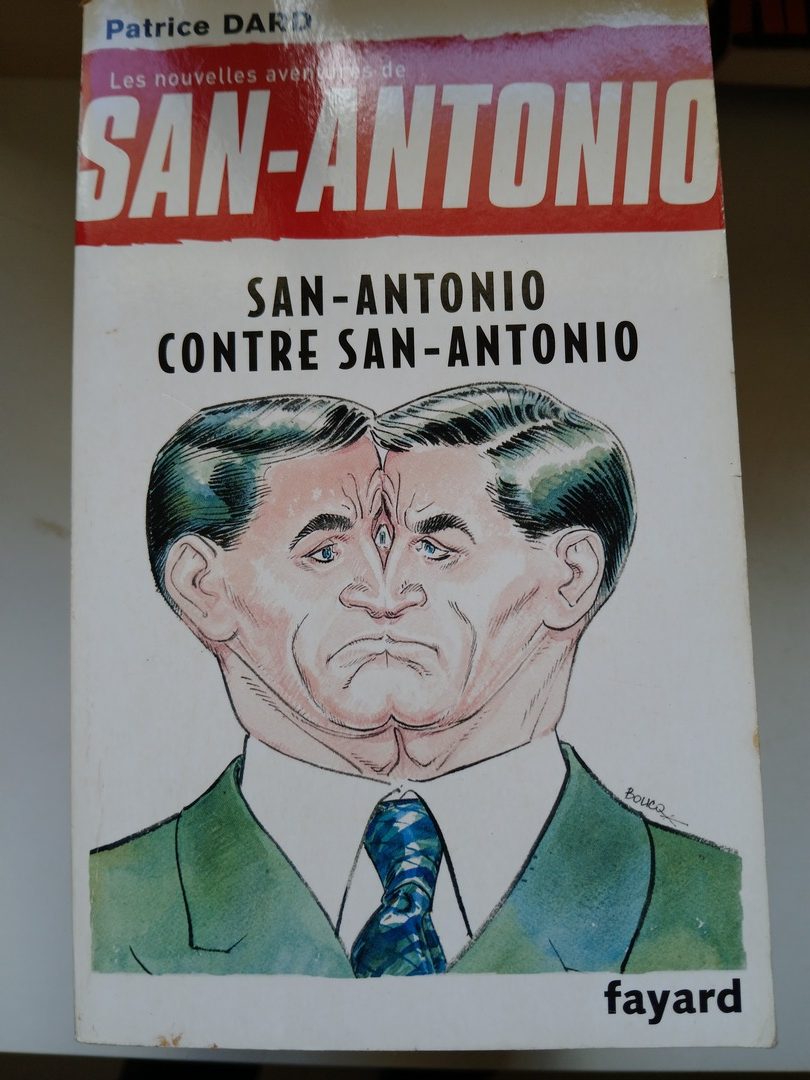 Patrice DARD
Les nouvelles aventures de
SAN-ANTONIO
SAN-ANTONIO
CONTRE SAN-ANTONIO
BOUCQ
fayard